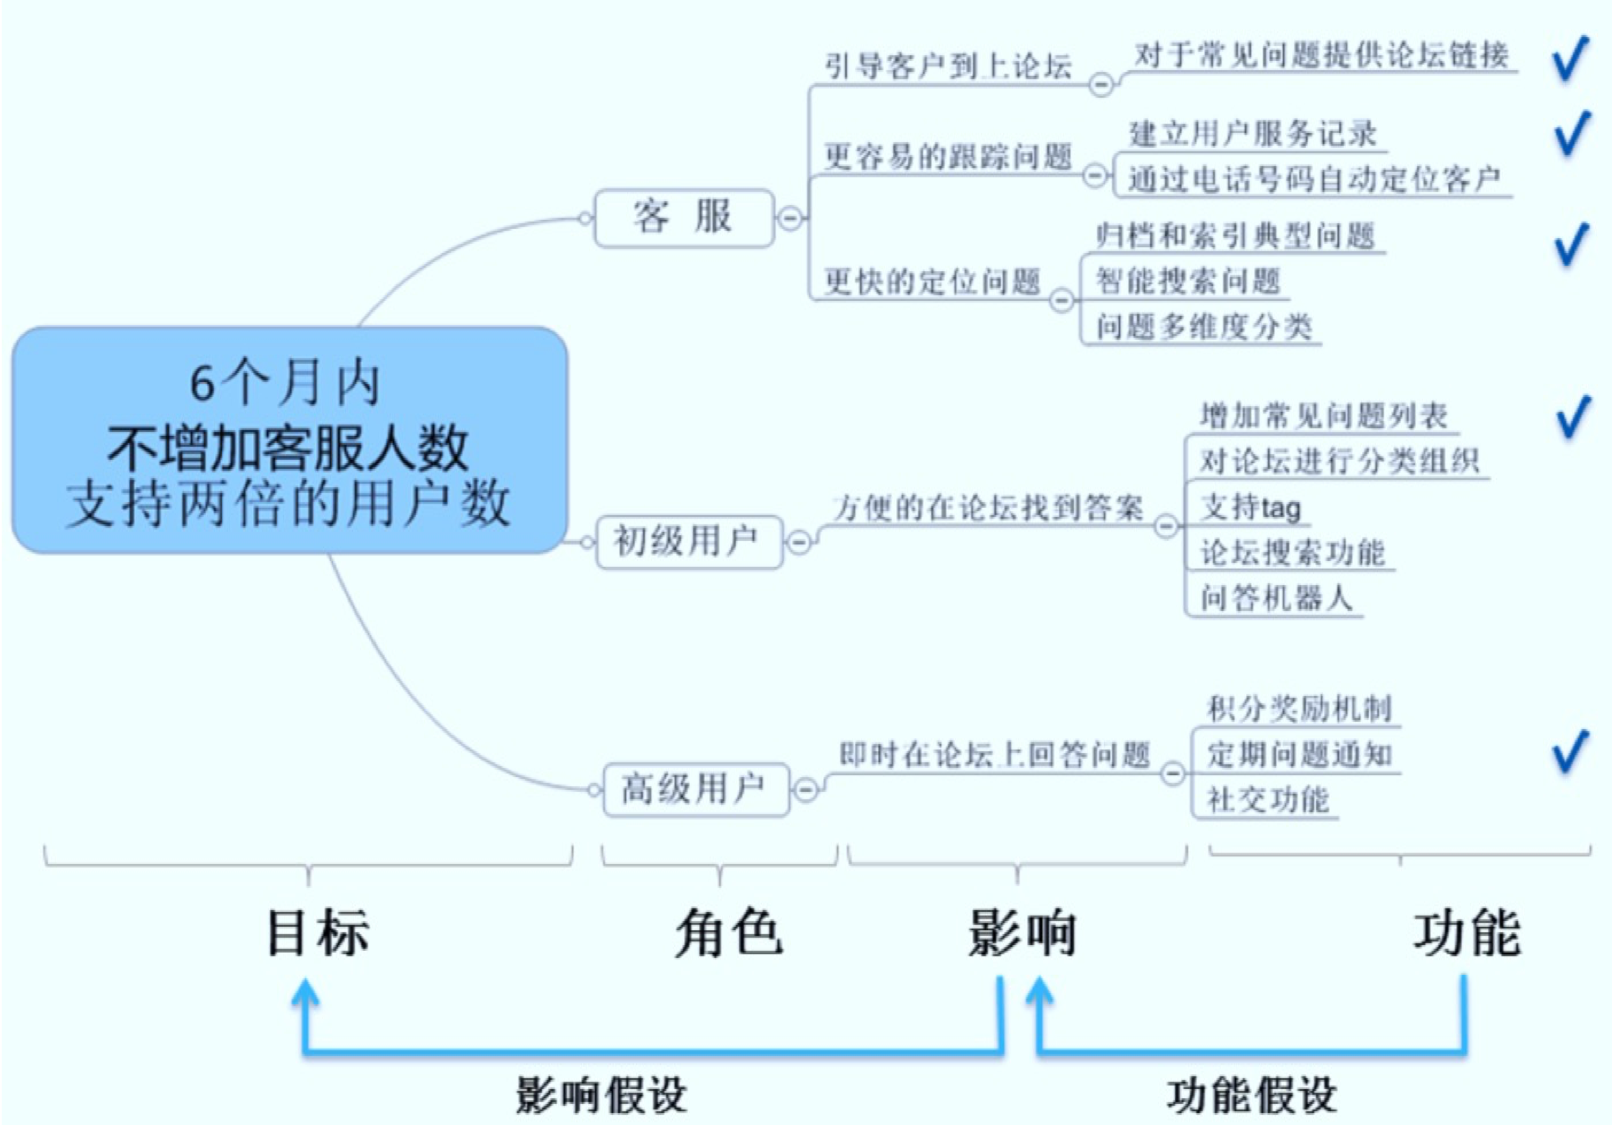 6个月内
不增加客服人数
支持两倍的用户数
客 服
引导客户到上论坛
对于常见问题提供论坛链接
更容易的跟踪问题
建立用户服务记录
通过电话号码自动定位客户
更快的定位问题
归档和索引典型问题
智能搜索问题
问题多维度分类
初级用户
方便的在论坛找到答案
增加常见问题列表
对论坛进行分类组织
支持tag
论坛搜索功能
问答机器人
高级用户
即时在论坛上回答问题
积分奖励机制
定期问题通知
社交功能
目标
角色
影响
功能
影响假设
功能假设